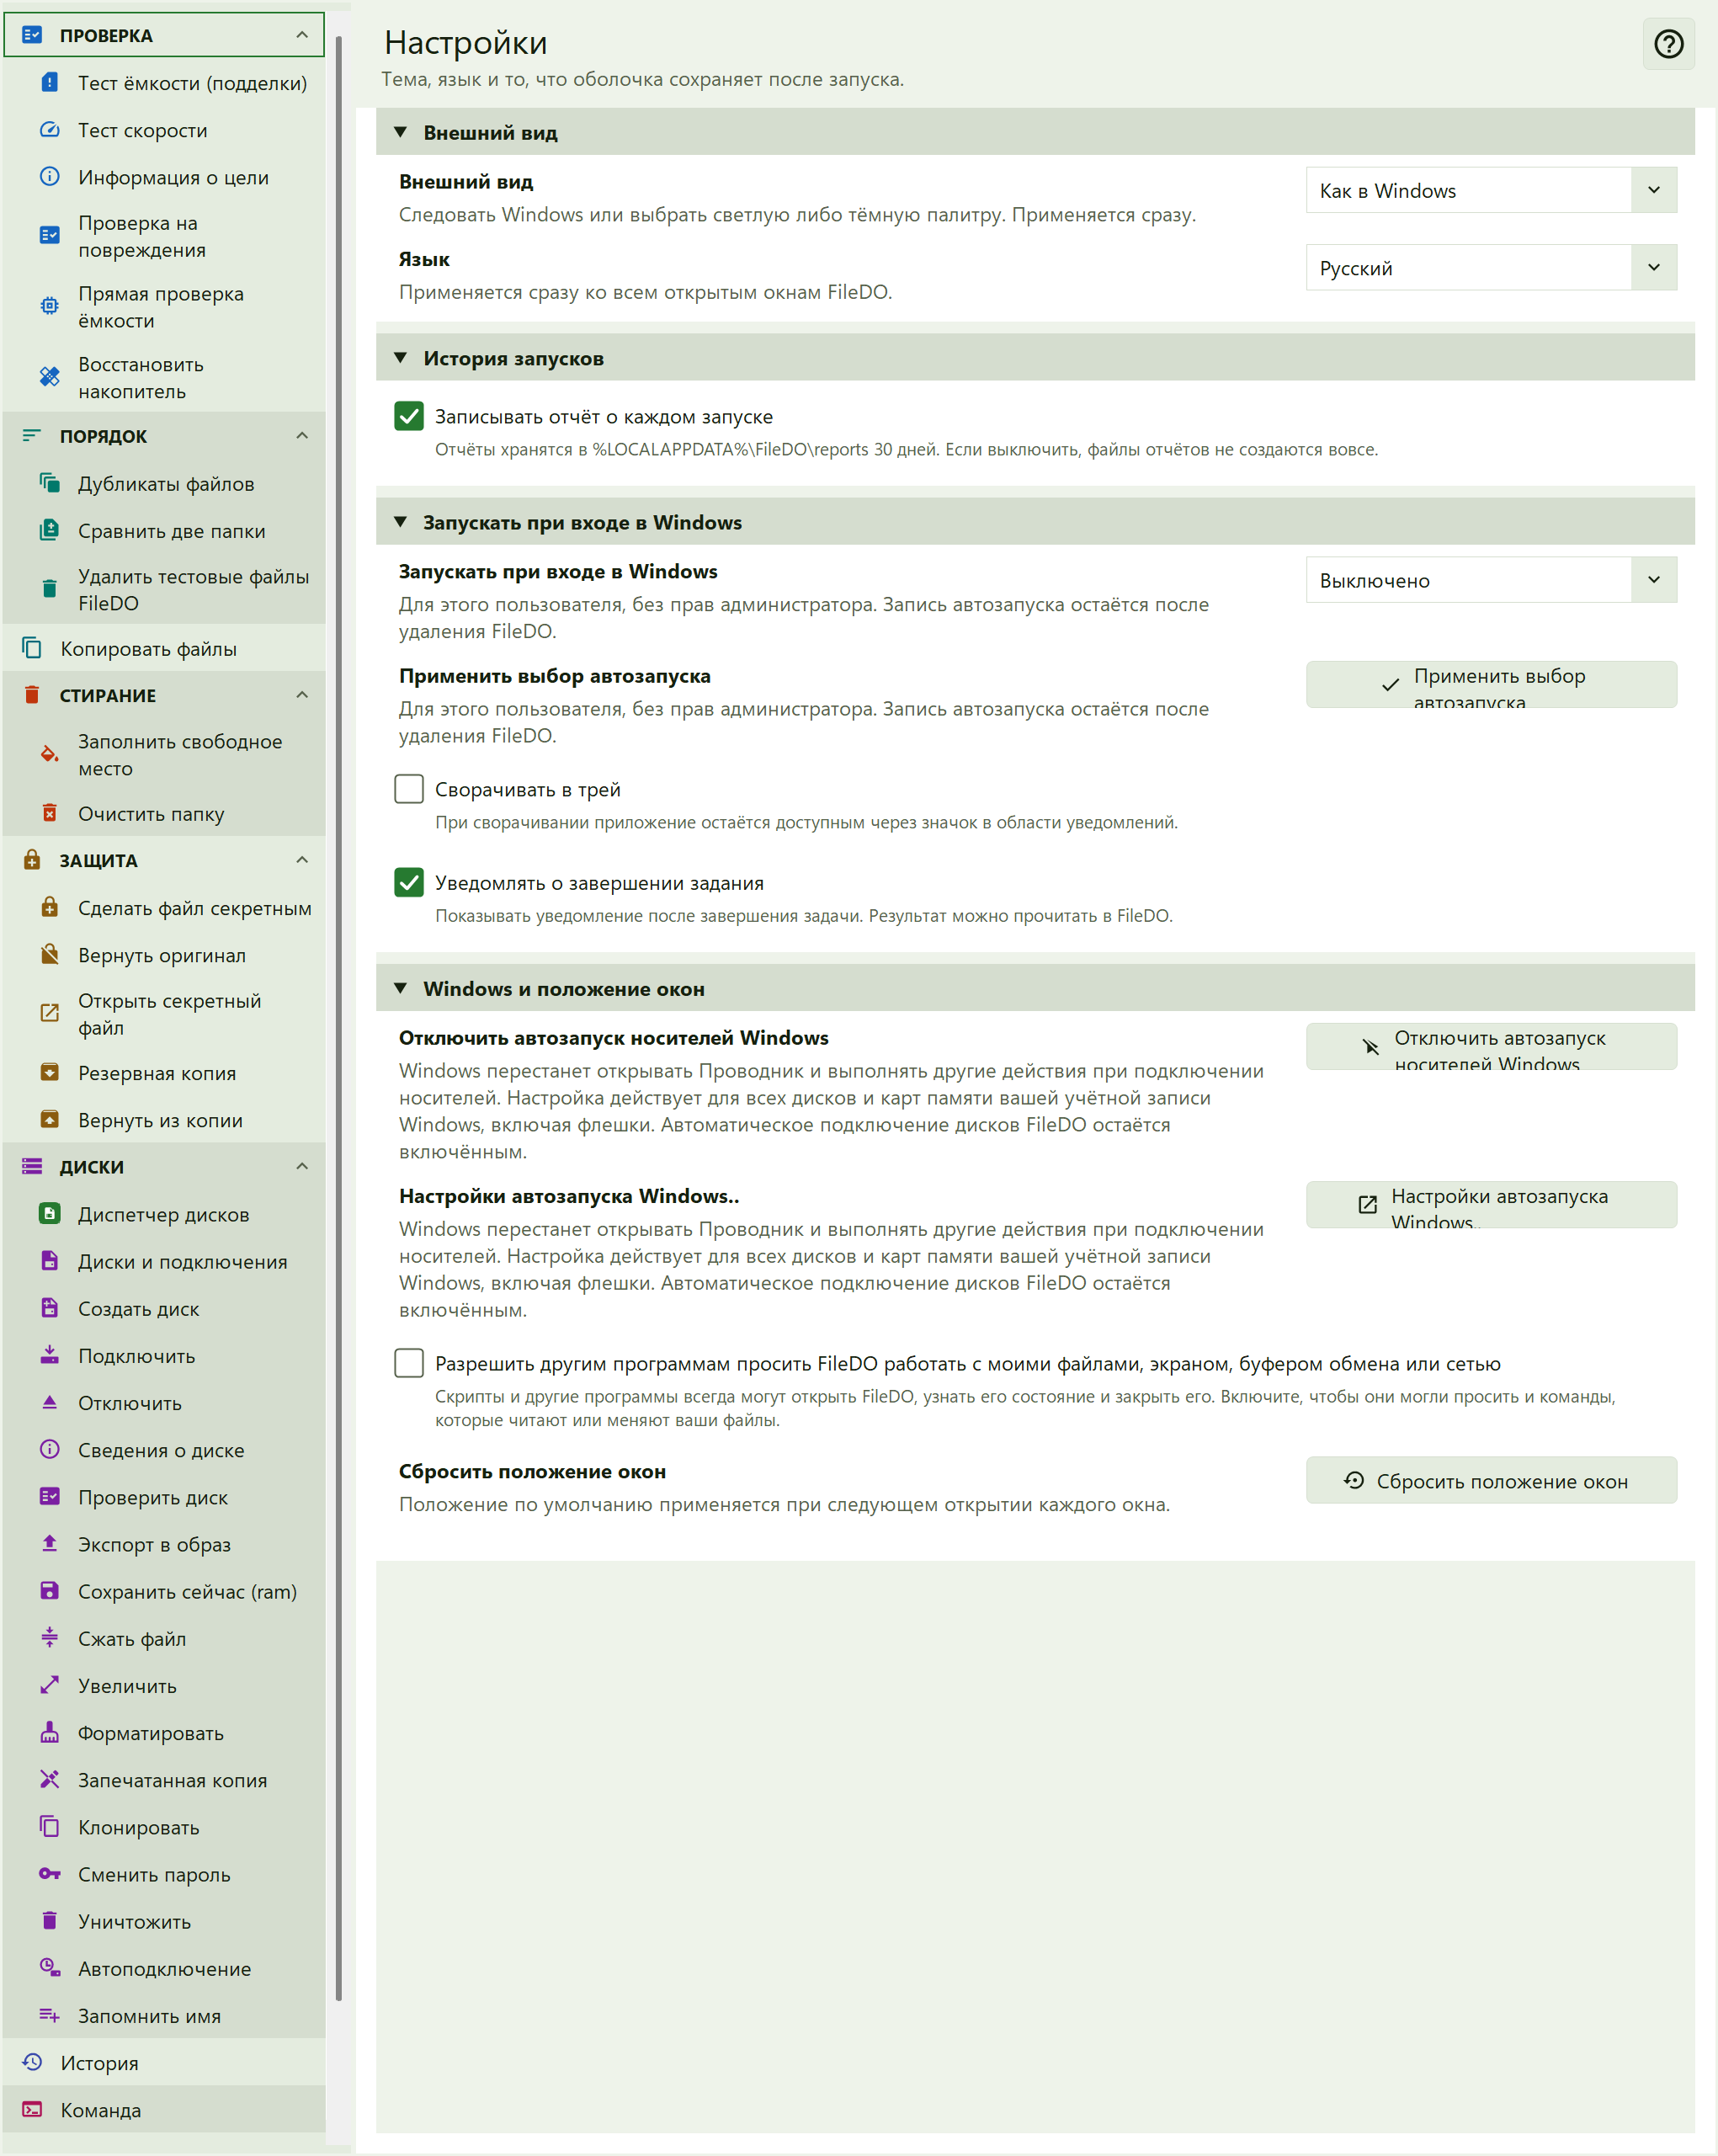 ПРОВЕРКА
Тест ёмкости (подделки)
Тест скорости
Информация о цели
Проверка на
повреждения
Прямая проверка
ёмкости
Восстановить
накопитель
ПОРЯДОК
Дубликаты файлов
Сравнить две папки
Удалить тестовые файлы
FileDO
Копировать файлы
СТИРАНИЕ
Заполнить свободное
место
Очистить папку
ЗАЩИТА
Сделать файл секретным
Вернуть оригинал
Открыть секретный
файл
Резервная копия
Вернуть из копии
ДИСКИ
Диспетчер дисков
Диски и подключения
Создать диск
Подключить
Отключить
Сведения о диске
Проверить диск
Экспорт в образ
Сохранить сейчас (ram)
Сжать файл
Увеличить
Форматировать
Запечатанная копия
Клонировать
Сменить пароль
Уничтожить
Автоподключение
Запомнить имя
История
Команда
Настройки
Тема, язык и то, что оболочка сохраняет после запуска.
Внешний вид
Внешний вид
Следовать Windows или выбрать светлую либо тёмную палитру. Применяется сразу.
Как в Windows
Язык
Применяется сразу ко всем открытым окнам FileDO.
Русский
История запусков
Записывать отчёт о каждом запуске
Отчёты хранятся в %LOCALAPPDATA%\FileDO\reports 30 дней. Если выключить, файлы отчётов не создаются вовсе.
Запускать при входе в Windows
Запускать при входе в Windows
Для этого пользователя, без прав администратора. Запись автозапуска остаётся после
удаления FileDO.
Выключено
Применить выбор автозапуска
Для этого пользователя, без прав администратора. Запись автозапуска остаётся после
удаления FileDO.
Применить выбор
автозапуска
Сворачивать в трей
При сворачивании приложение остаётся доступным через значок в области уведомлений.
Уведомлять о завершении задания
Показывать уведомление после завершения задачи. Результат можно прочитать в FileDO.
Windows и положение окон
Отключить автозапуск носителей Windows
Windows перестанет открывать Проводник и выполнять другие действия при подключении
носителей. Настройка действует для всех дисков и карт памяти вашей учётной записи
Windows, включая флешки. Автоматическое подключение дисков FileDO остаётся
включённым.
Отключить автозапуск
носителей Windows
Настройки автозапуска Windows..
Windows перестанет открывать Проводник и выполнять другие действия при подключении
носителей. Настройка действует для всех дисков и карт памяти вашей учётной записи
Windows, включая флешки. Автоматическое подключение дисков FileDO остаётся
включённым.
Настройки автозапуска
Windows..
Разрешить другим программам просить FileDO работать с моими файлами, экраном, буфером обмена или сетью
Скрипты и другие программы всегда могут открыть FileDO, узнать его состояние и закрыть его. Включите, чтобы они могли просить и команды,
которые читают или меняют ваши файлы.
Сбросить положение окон
Положение по умолчанию применяется при следующем открытии каждого окна.
Сбросить положение окон